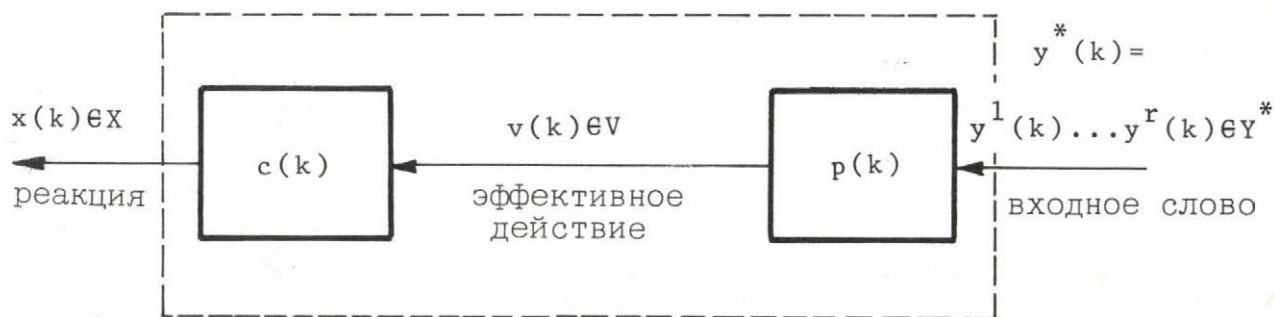 y*(k)=
x(k)∈X
v(k)∈V
y¹(k)...yʳ(k)∈Y*
c(k)
p(k)
реакция
эффективное
действие
входное слово